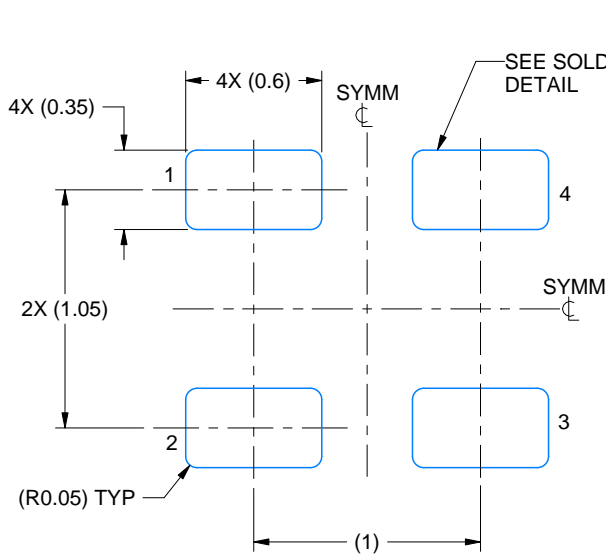 4X (0.6)
SEE SOLD
DETAIL
SYMM
4X (0.35)
1
4
SYMM
2X (1.05)
3
2
(R0.05) TYP
(1)